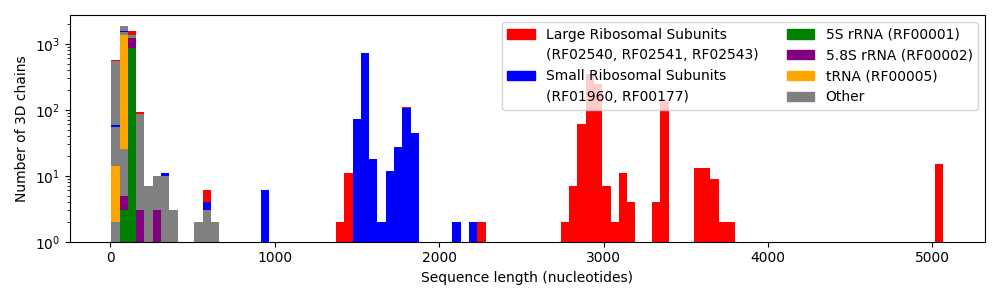 Number of 3D chains
10³
10²
10¹
10⁰
Large Ribosomal Subunits
(RF02540, RF02541, RF02543)
Small Ribosomal Subunits
(RF01960, RF00177)
5S rRNA (RF00001)
5.8S rRNA (RF00002)
tRNA (RF00005)
Other
0 1000 2000 3000 4000 5000
Sequence length (nucleotides)